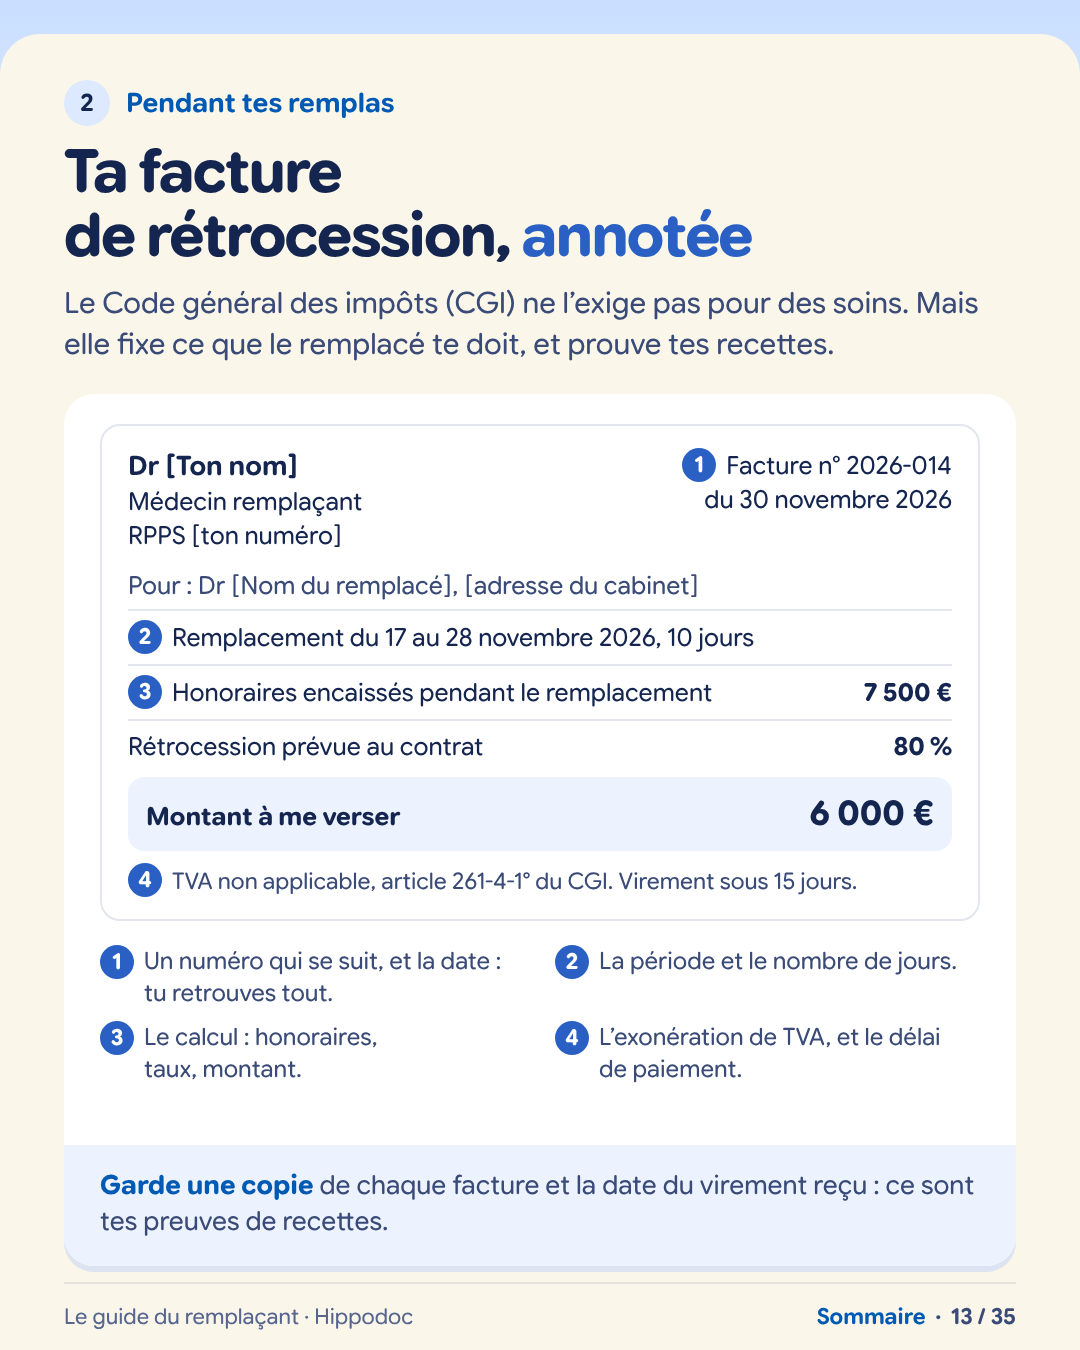 2 Pendant tes remplas
Ta facture
de rétrocession, annotée
Le Code général des impôts (CGI) ne l’exige pas pour des soins. Mais
elle fixe ce que le remplacé te doit, et prouve tes recettes.
Dr [Ton nom]
Médecin remplaçant
RPPS [ton numéro]
1 Facture n° 2026-014
du 30 novembre 2026
Pour : Dr [Nom du remplacé], [adresse du cabinet]
2 Remplacement du 17 au 28 novembre 2026, 10 jours
3 Honoraires encaissés pendant le remplacement 7 500 €
Rétrocession prévue au contrat 80 %
Montant à me verser 6 000 €
4 TVA non applicable, article 261-4-1° du CGI. Virement sous 15 jours.
1 Un numéro qui se suit, et la date :
tu retrouves tout.
2 La période et le nombre de jours.
3 Le calcul : honoraires,
taux, montant.
4 L’exonération de TVA, et le délai
de paiement.
Garde une copie de chaque facture et la date du virement reçu : ce sont
tes preuves de recettes.
Le guide du remplaçant · Hippodoc
Sommaire · 13 / 35